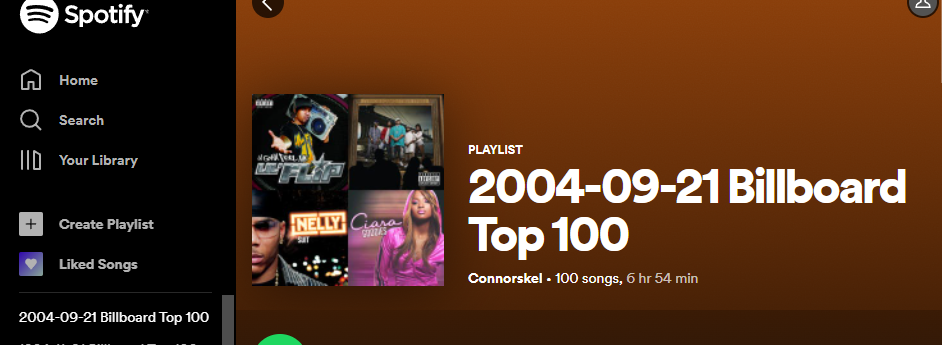 Spotify
Home
Search
Your Library
Create Playlist
Liked Songs
2004-09-21 Billboard Top 100
LIL' FLIP
NELLY
SUIT
Ciara
GOODIES
PLAYLIST
2004-09-21 Billboard
Top 100
Connorskel • 100 songs, 6 hr 54 min